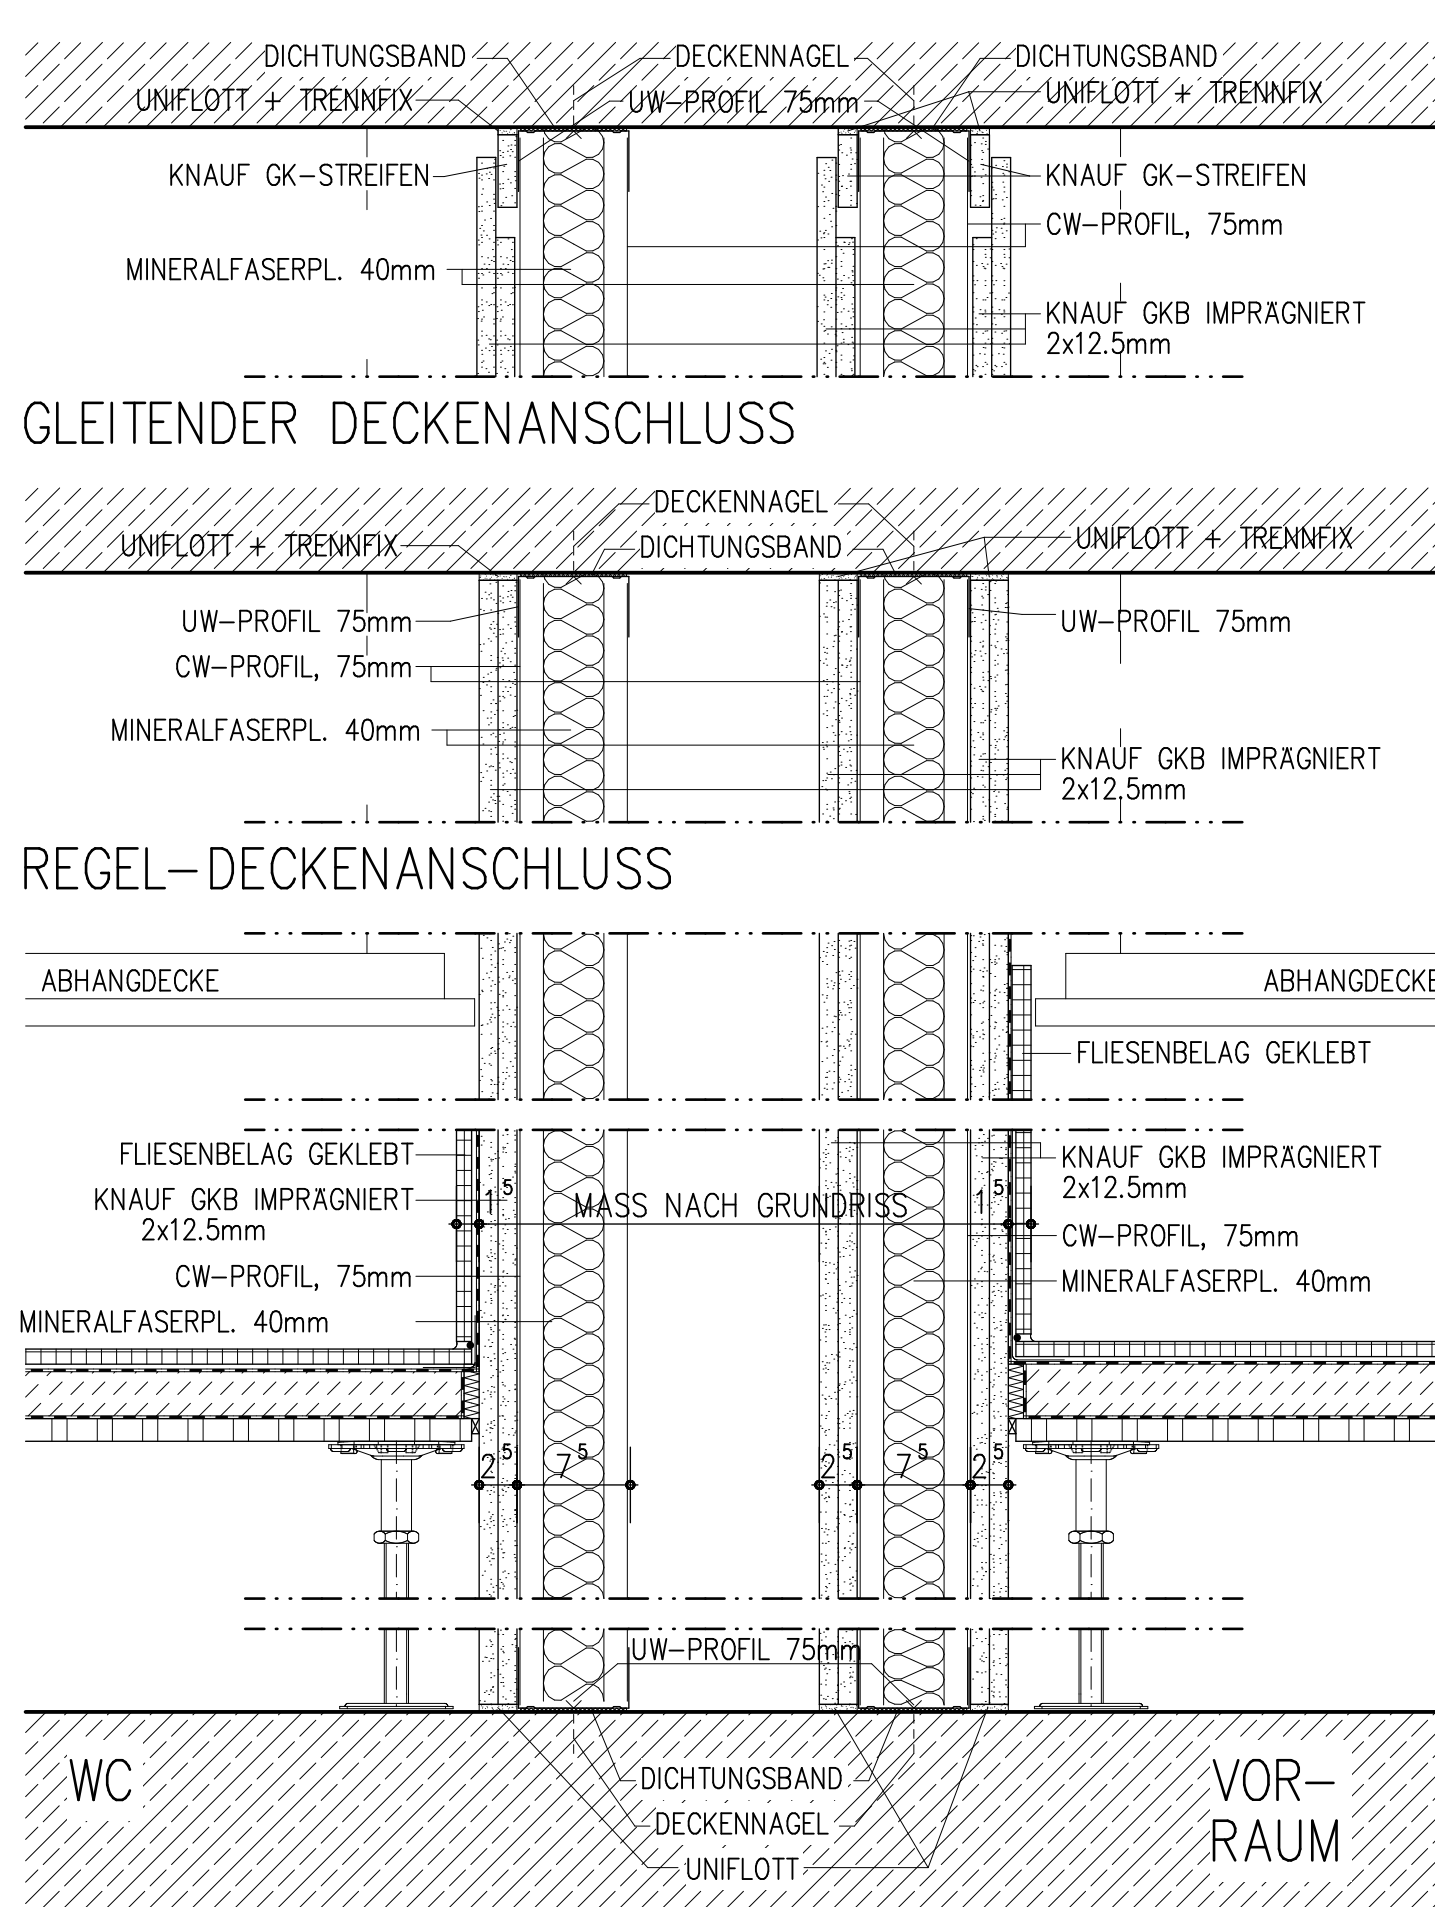 DICHTUNGSBAND DECKENNAGEL DICHTUNGSBAND
UNIFLOTT + TRENNFIX UW-PROFIL 75mm UNIFLOTT + TRENNFIX
KNAUF GK-STREIFEN KNAUF GK-STREIFEN
CW-PROFIL, 75mm
MINERALFASERPL. 40mm
KNAUF GKB IMPRÄGNIERT
2x12.5mm
GLEITENDER DECKENANSCHLUSS
DECKENNAGEL
UNIFLOTT + TRENNFIX DICHTUNGSBAND UNIFLOTT + TRENNFIX
UW-PROFIL 75mm UW-PROFIL 75mm
CW-PROFIL, 75mm
MINERALFASERPL. 40mm
KNAUF GKB IMPRÄGNIERT
2x12.5mm
REGEL-DECKENANSCHLUSS
ABHANGDECKE ABHANGDECKE
FLIESENBELAG GEKLEBT
FLIESENBELAG GEKLEBT KNAUF GKB IMPRÄGNIERT
2x12.5mm
KNAUF GKB IMPRÄGNIERT 1⁵ MASS NACH GRUNDRISS 1⁵
2x12.5mm CW-PROFIL, 75mm
CW-PROFIL, 75mm MINERALFASERPL. 40mm
MINERALFASERPL. 40mm
2⁵ 7⁵ 2⁵ 7⁵ 2⁵
UW-PROFIL 75mm
WC DICHTUNGSBAND VOR-
DECKENNAGEL RAUM
UNIFLOTT